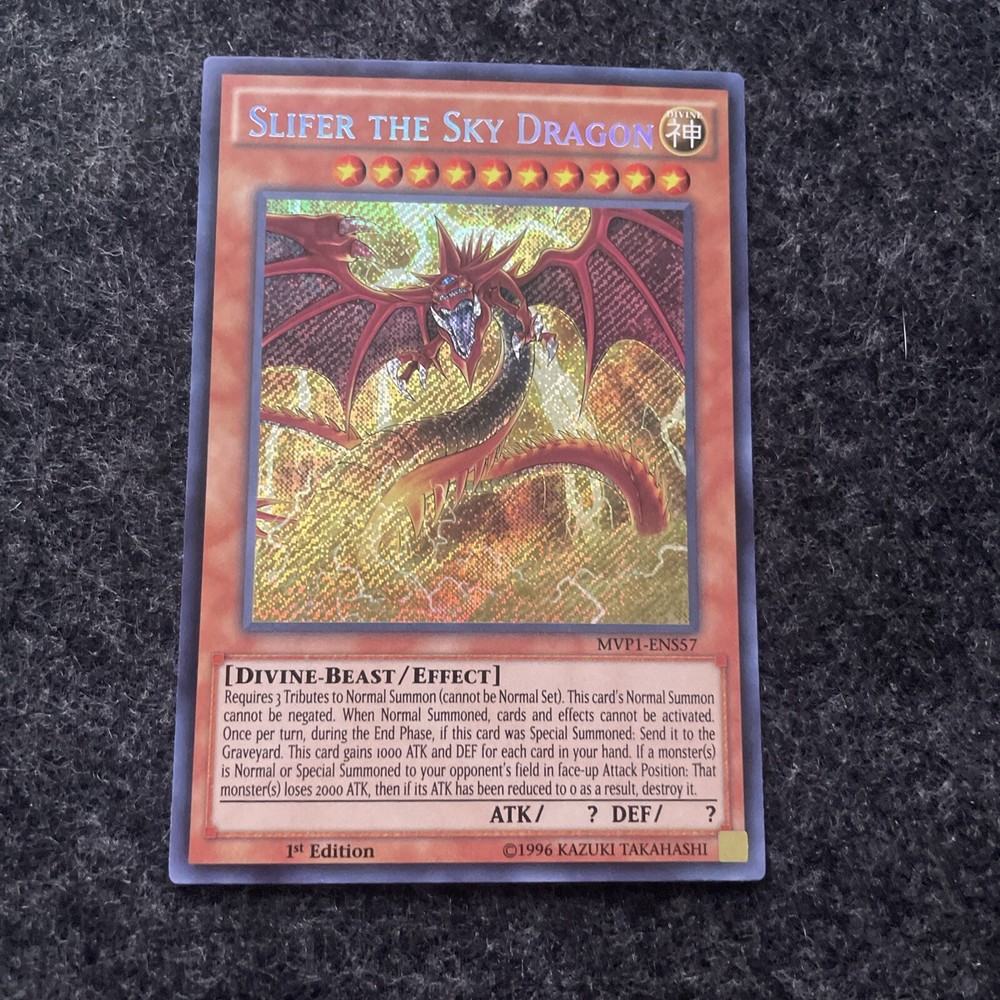 SLIFER THE SKY DRAGON
DIVINE
神
MVP1-ENS57
[DIVINE-BEAST/EFFECT]
Requires 3 Tributes to Normal Summon (cannot be Normal Set). This card's Normal Summon
cannot be negated. When Normal Summoned, cards and effects cannot be activated.
Once per turn, during the End Phase, if this card was Special Summoned: Send it to the
Graveyard. This card gains 1000 ATK and DEF for each card in your hand. If a monster(s)
is Normal or Special Summoned to your opponent's field in face-up Attack Position: That
monster(s) loses 2000 ATK, then if its ATK has been reduced to 0 as a result, destroy it.
ATK/ ? DEF/ ?
1st Edition ©1996 KAZUKI TAKAHASHI